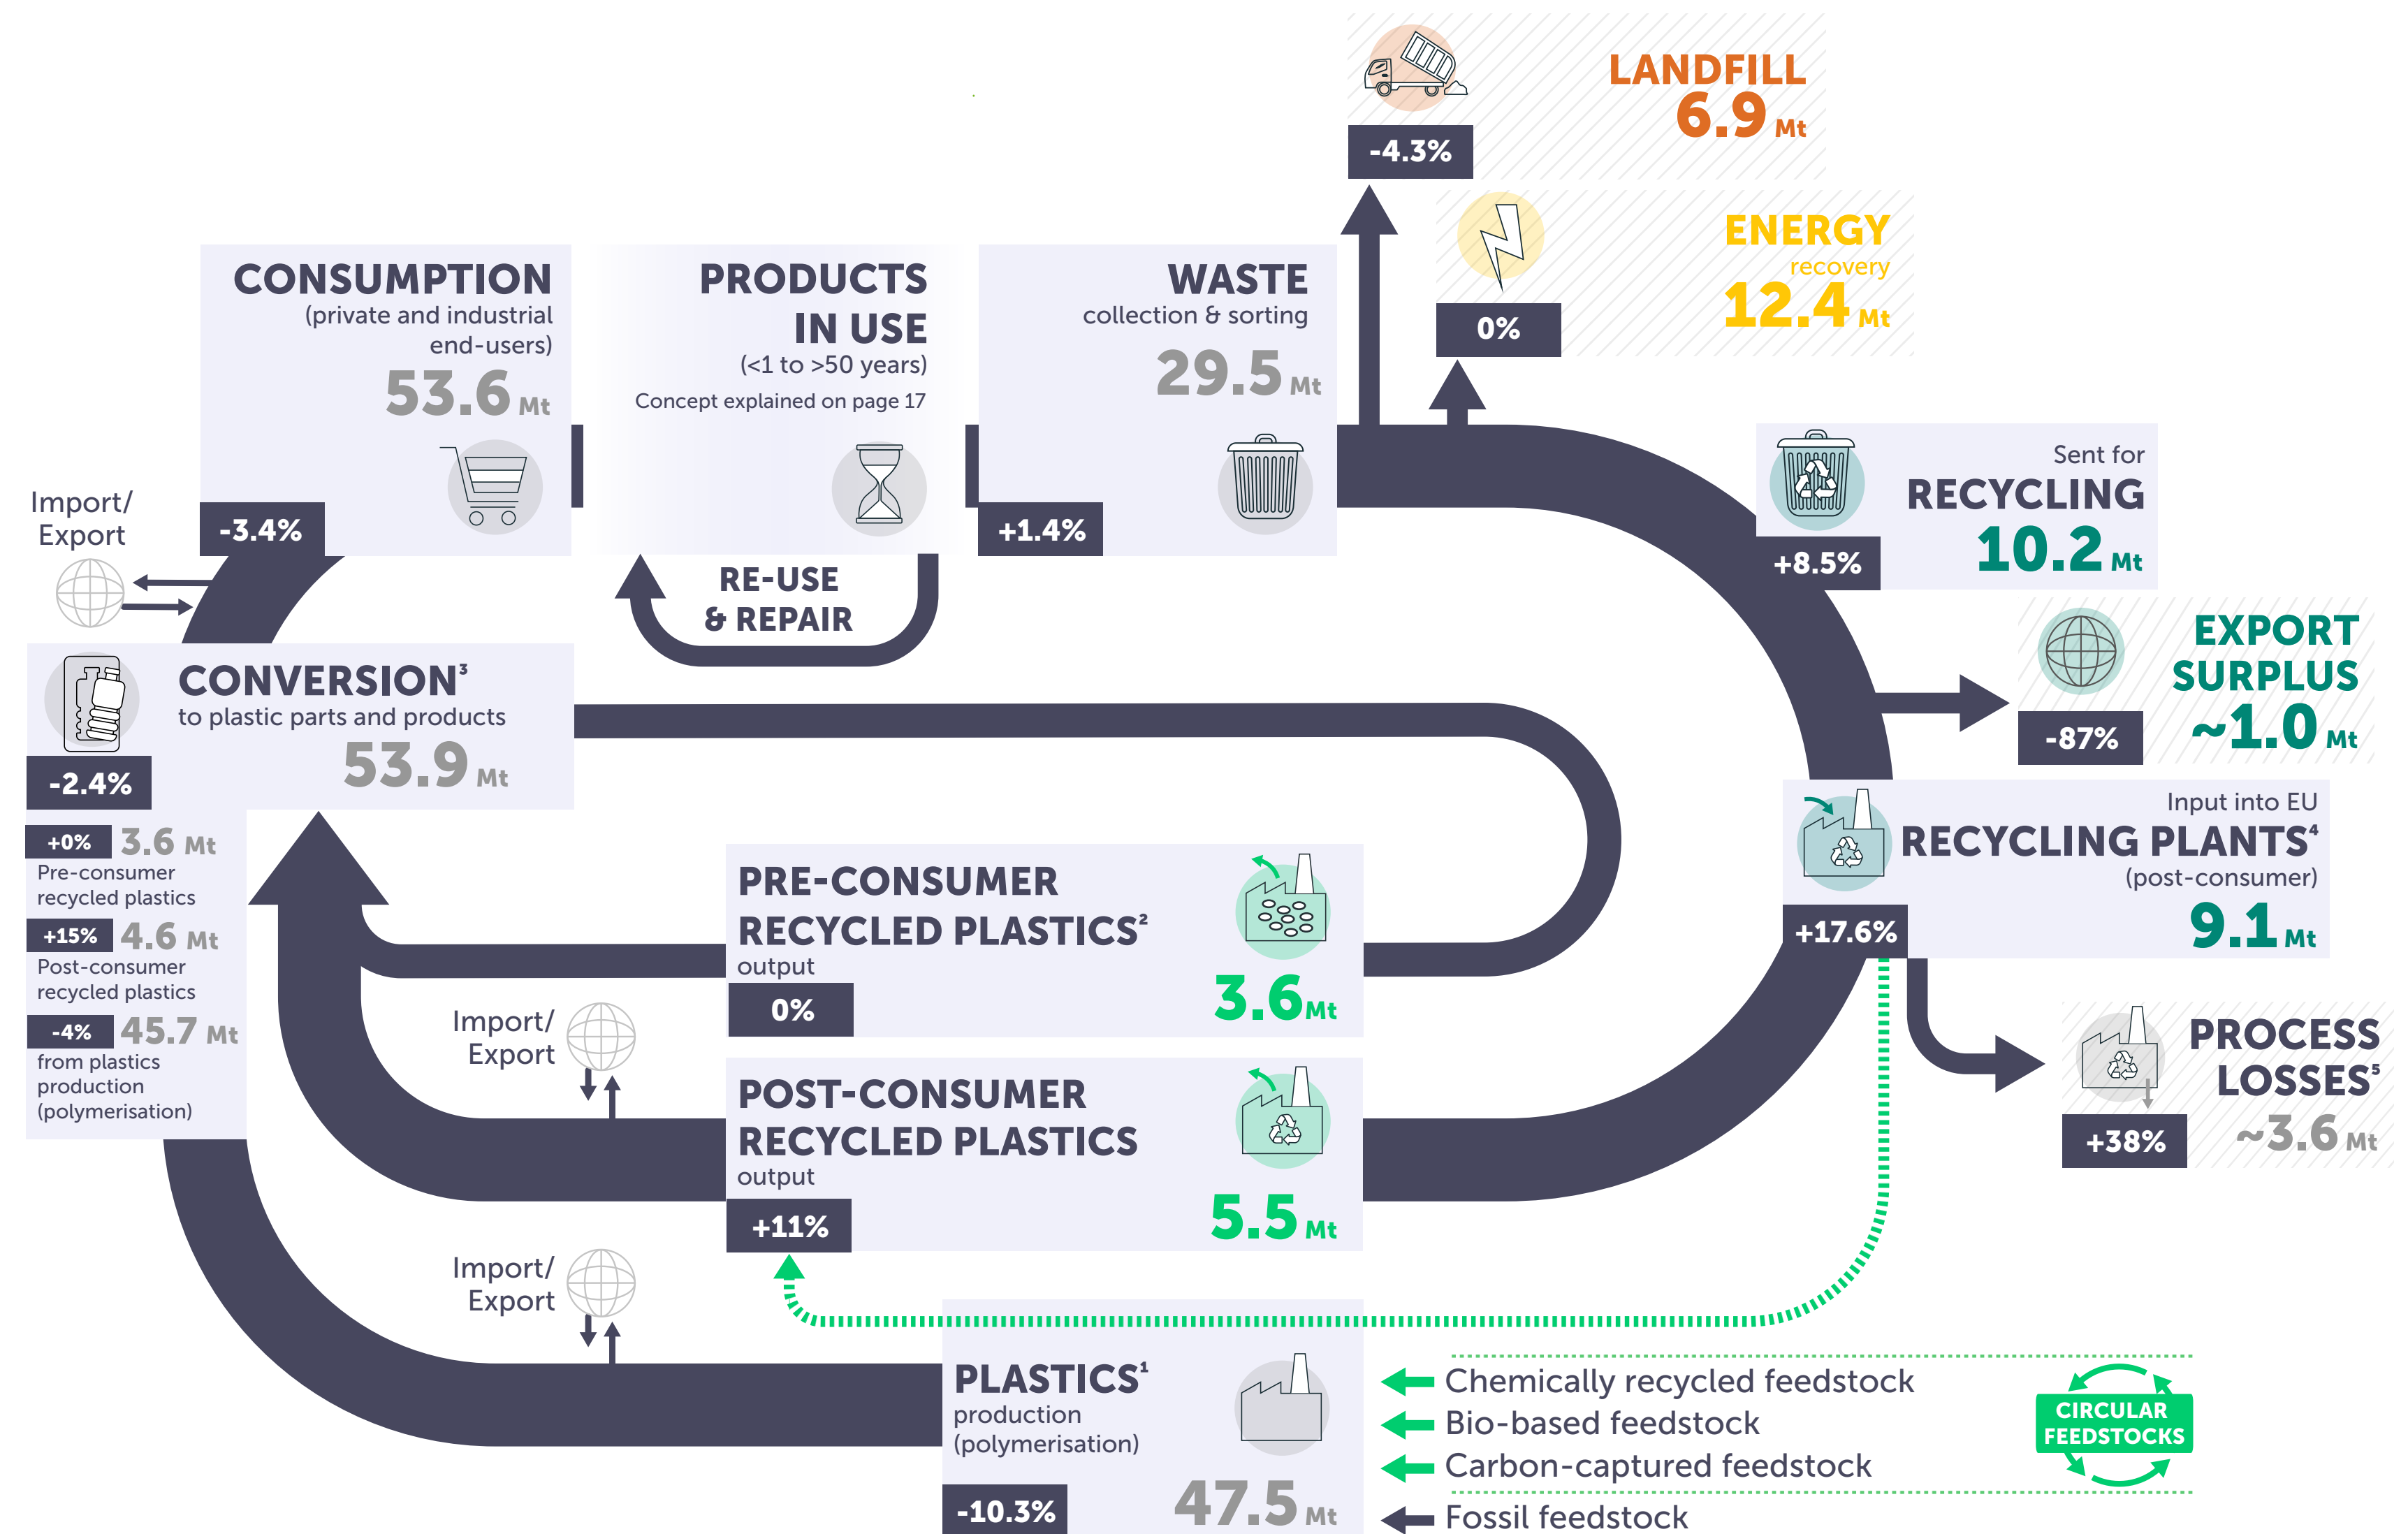 LANDFILL
6.9 Mt
-4.3%
ENERGY
recovery
12.4 Mt
0%
CONSUMPTION
(private and industrial
end-users)
53.6 Mt
-3.4%
PRODUCTS
IN USE
(<1 to >50 years)
Concept explained on page 17
WASTE
collection & sorting
29.5 Mt
+1.4%
RE-USE
& REPAIR
Sent for
RECYCLING
10.2 Mt
+8.5%
Import/
Export
EXPORT
SURPLUS
~1.0 Mt
-87%
CONVERSION³
to plastic parts and products
53.9 Mt
-2.4%
+0% 3.6 Mt
Pre-consumer
recycled plastics
+15% 4.6 Mt
Post-consumer
recycled plastics
-4% 45.7 Mt
from plastics
production
(polymerisation)
Input into EU
RECYCLING PLANTS⁴
(post-consumer)
9.1 Mt
+17.6%
PRE-CONSUMER
RECYCLED PLASTICS²
output
3.6 Mt
0%
Import/
Export
PROCESS
LOSSES⁵
~3.6 Mt
+38%
POST-CONSUMER
RECYCLED PLASTICS
output
5.5 Mt
+11%
Import/
Export
PLASTICS¹
production
(polymerisation)
47.5 Mt
-10.3%
Chemically recycled feedstock
Bio-based feedstock
Carbon-captured feedstock
Fossil feedstock
CIRCULAR
FEEDSTOCKS